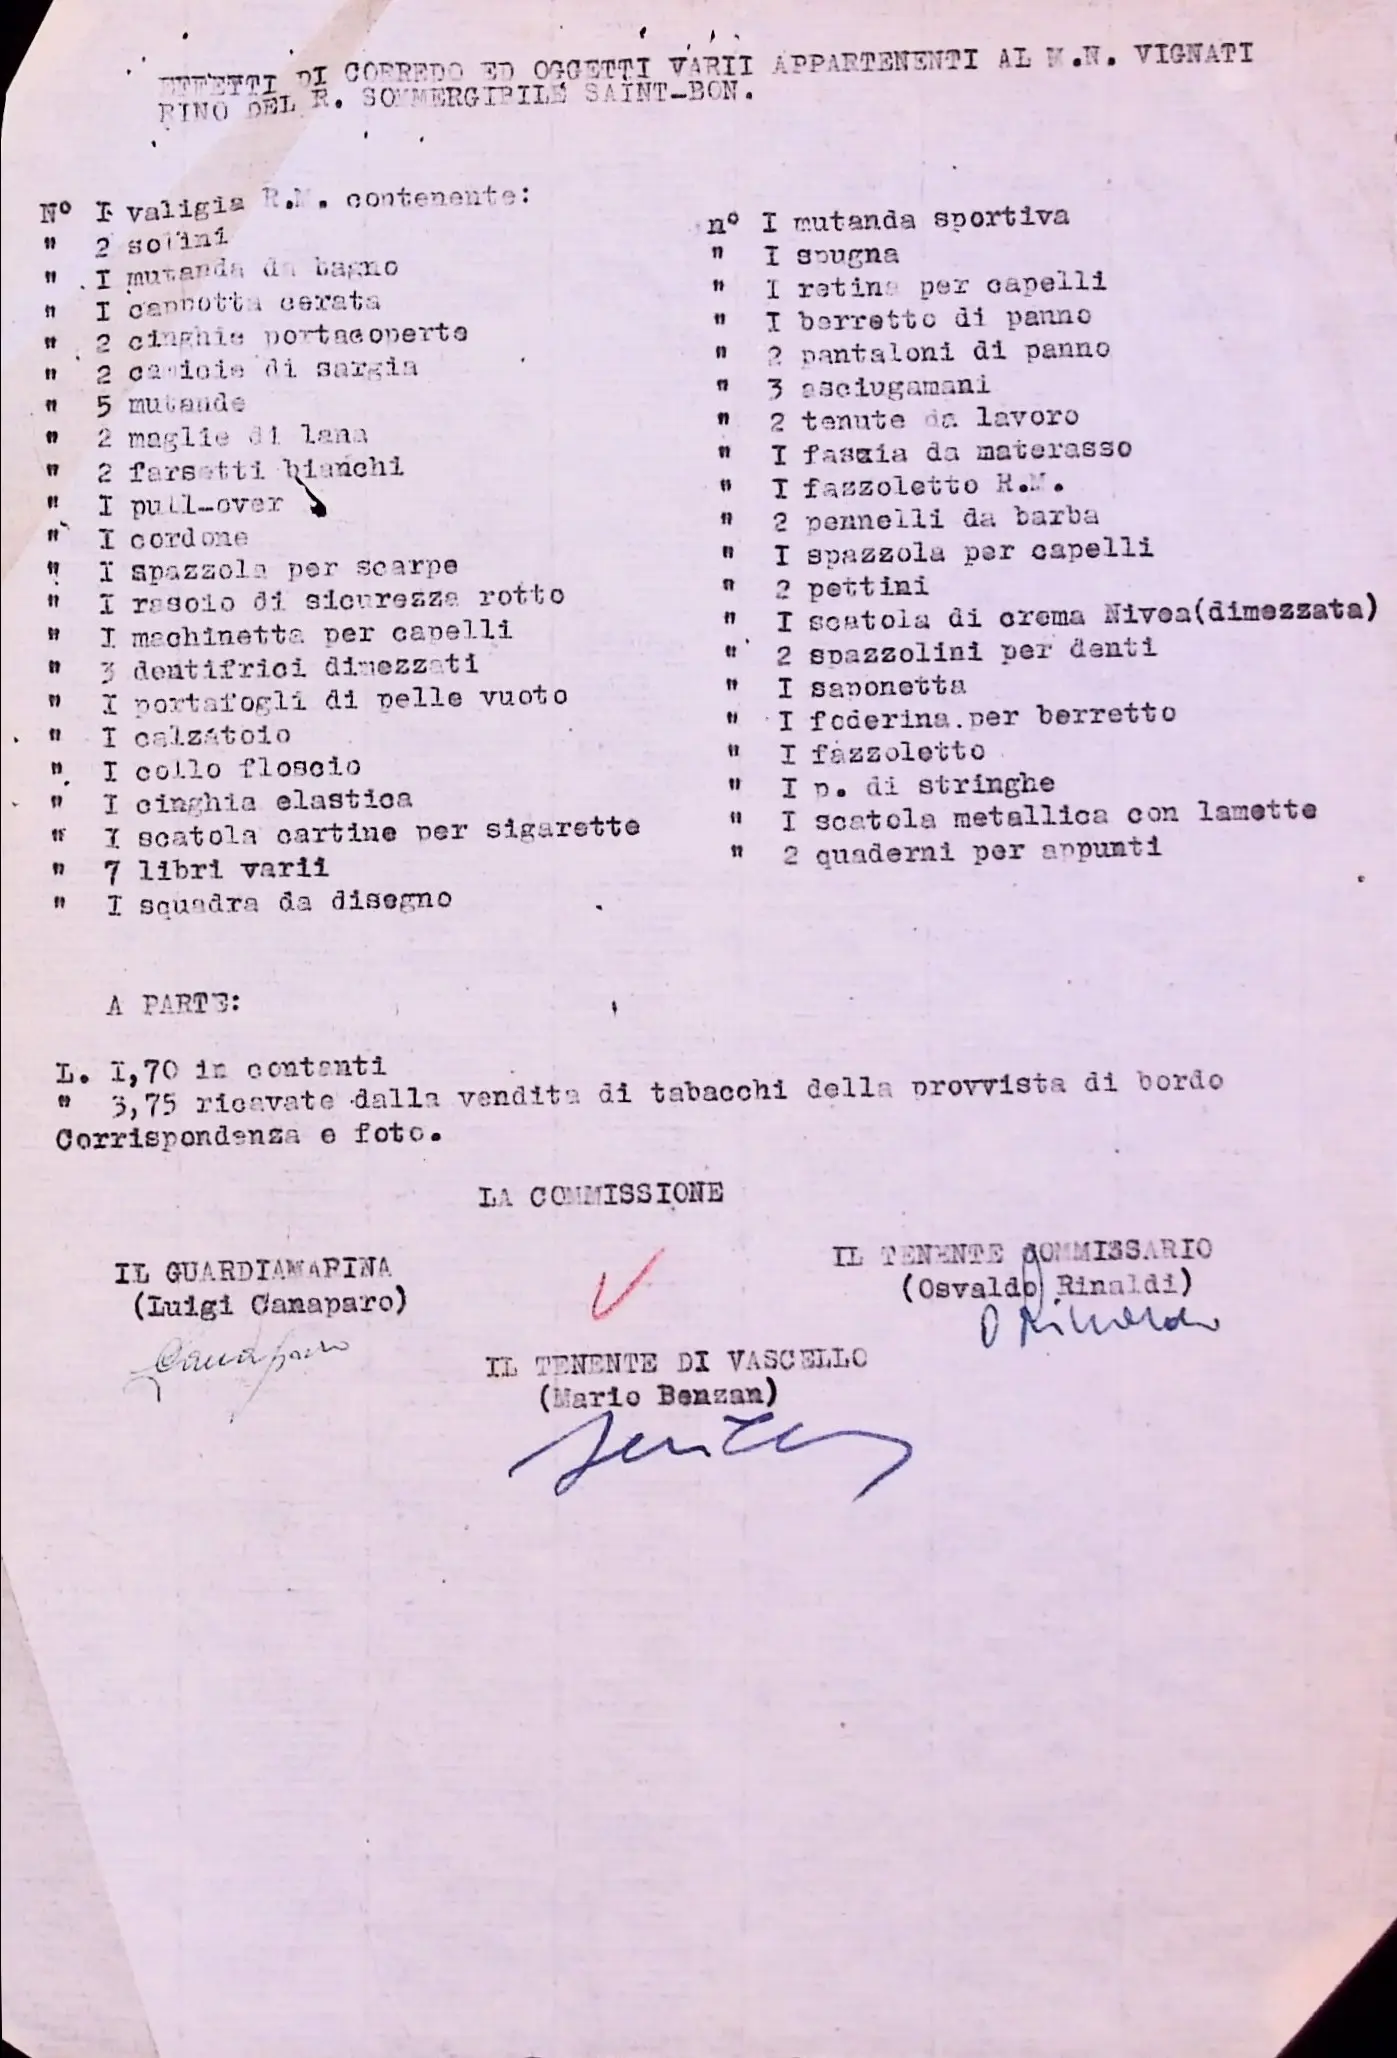 EFFETTI DI CORREDO ED OGGETTI VARII APPARTENENTI AL M.N. VIGNATI
RINO DEL R. SOMMERGIBILE SAINT-BON.
N° I valigia R.M. contenente:
" 2 solini
" I mutanda da bagno
" I cappotta cerata
" 2 cinghie portacoperte
" 2 camicie di sargia
" 5 mutande
" 2 maglie di lana
" 2 farsetti bianchi
" I pull-over
" I cordone
" I spazzola per scarpe
" I rasoio di sicurezza rotto
" I machinetta per capelli
" 3 dentifrici dimezzati
" I portafogli di pelle vuoto
" I calzatoio
" I collo floscio
" I cinghia elastica
" I scatola cartine per sigarette
" 7 libri varii
" I squadra da disegno
n° I mutanda sportiva
" I spugna
" I retina per capelli
" I berretto di panno
" 2 pantaloni di panno
" 3 asciugamani
" 2 tenute da lavoro
" I fascia da materasso
" I fazzoletto R.M.
" 2 pennelli da barba
" I spazzola per capelli
" 2 pettini
" I scatola di crema Nivea(dimezzata)
" 2 spazzolini per denti
" I saponetta
" I foderina per berretto
" I fazzoletto
" I p. di stringhe
" I scatola metallica con lamette
" 2 quaderni per appunti
A PARTE:
L. I,70 in contanti
" 3,75 ricavate dalla vendita di tabacchi della provvista di bordo
Corrispondenza e foto.
LA COMMISSIONE
IL GUARDIAMARINA
(Luigi Canaparo)
Canaparo
IL TENENTE COMMISSARIO
(Osvaldo Rinaldi)
O Rinaldi
IL TENENTE DI VASCELLO
(Mario Benzan)